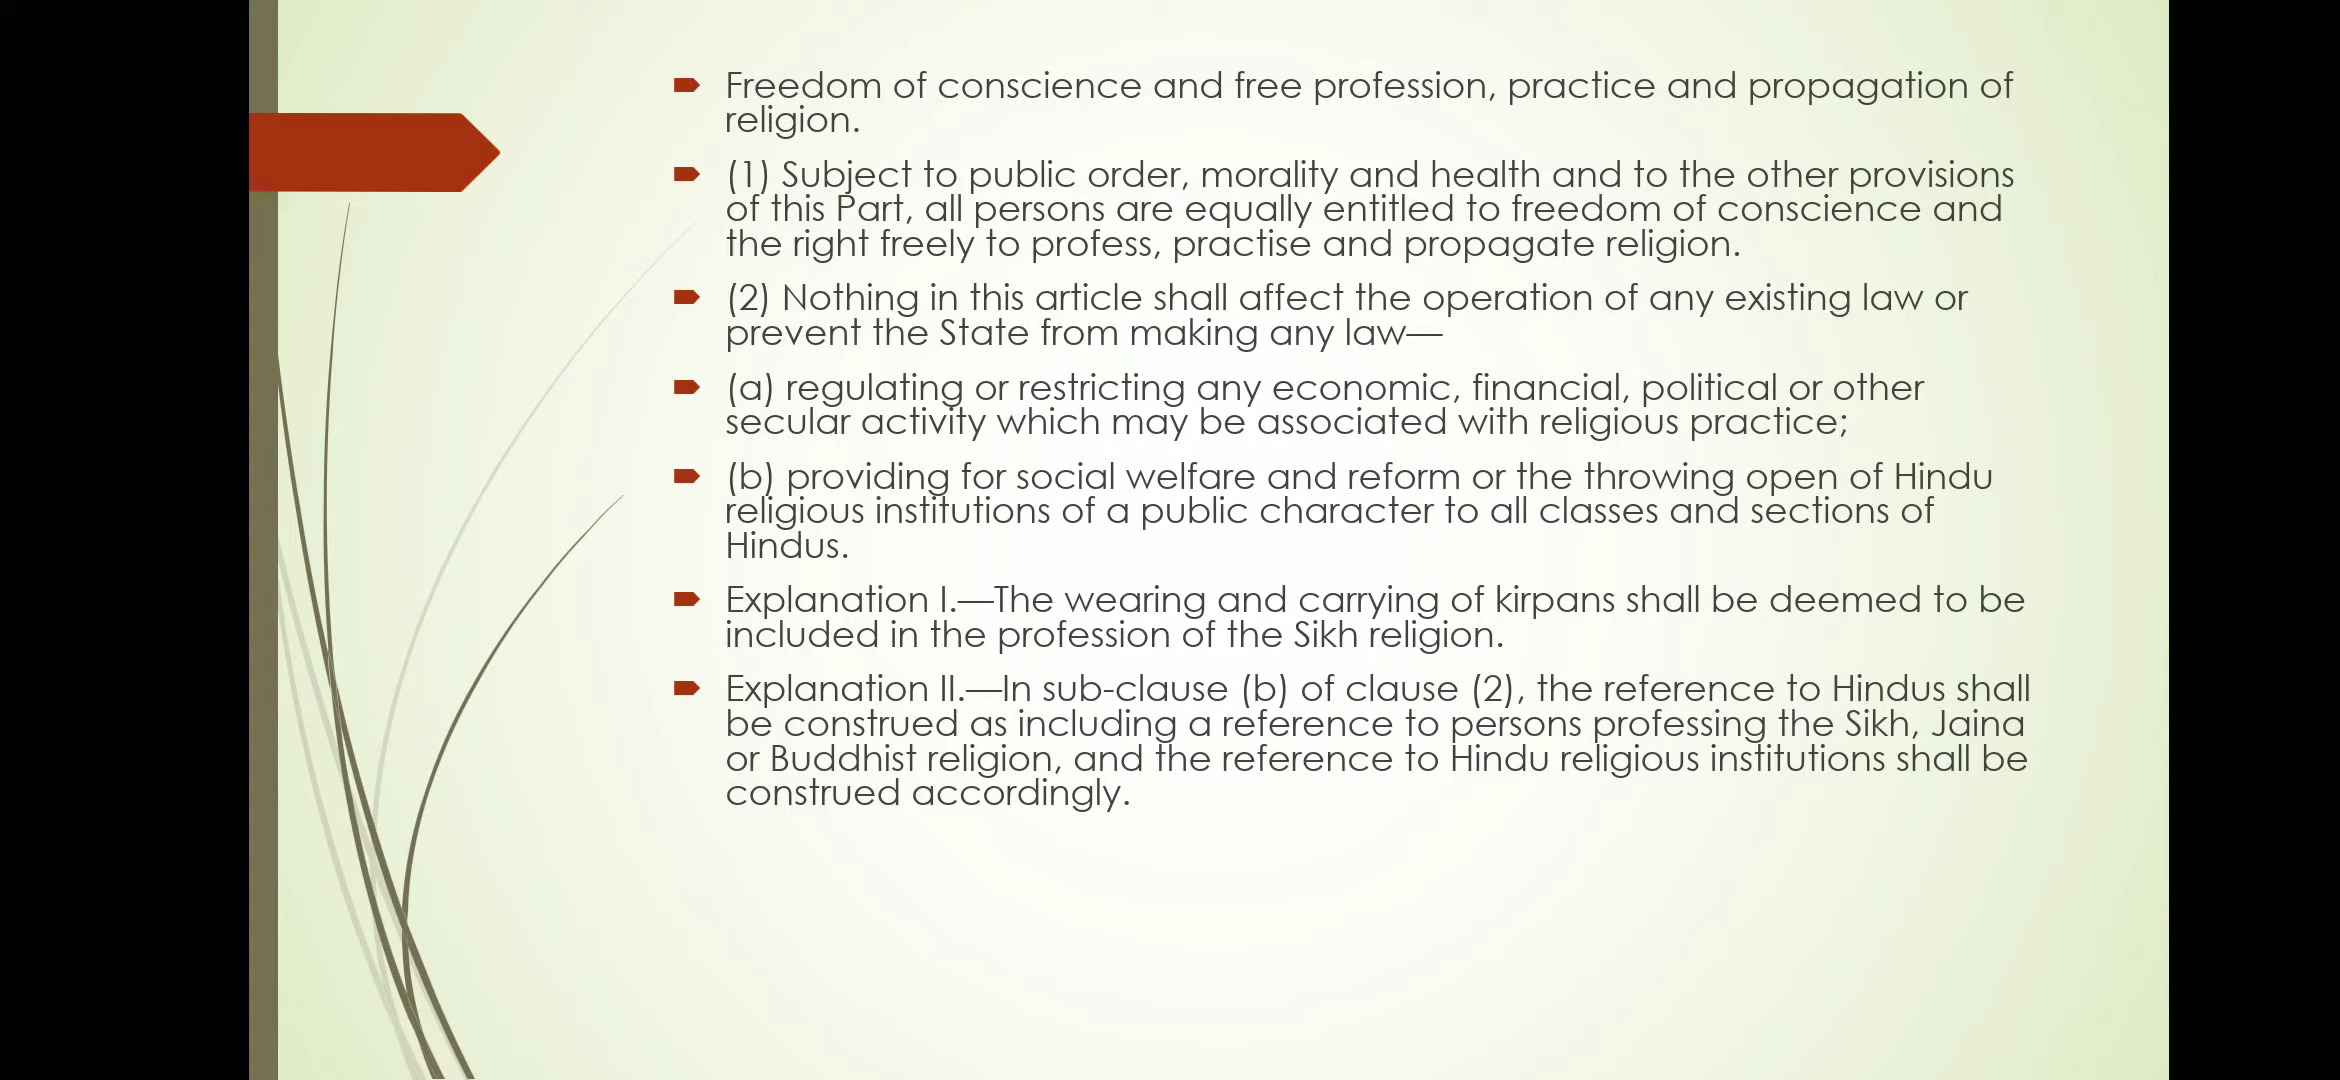 Freedom of conscience and free profession, practice and propagation of
religion.
(1) Subject to public order, morality and health and to the other provisions
of this Part, all persons are equally entitled to freedom of conscience and
the right freely to profess, practise and propagate religion.
(2) Nothing in this article shall affect the operation of any existing law or
prevent the State from making any law—
(a) regulating or restricting any economic, financial, political or other
secular activity which may be associated with religious practice;
(b) providing for social welfare and reform or the throwing open of Hindu
religious institutions of a public character to all classes and sections of
Hindus.
Explanation I.—The wearing and carrying of kirpans shall be deemed to be
included in the profession of the Sikh religion.
Explanation II.—In sub-clause (b) of clause (2), the reference to Hindus shall
be construed as including a reference to persons professing the Sikh, Jaina
or Buddhist religion, and the reference to Hindu religious institutions shall be
construed accordingly.